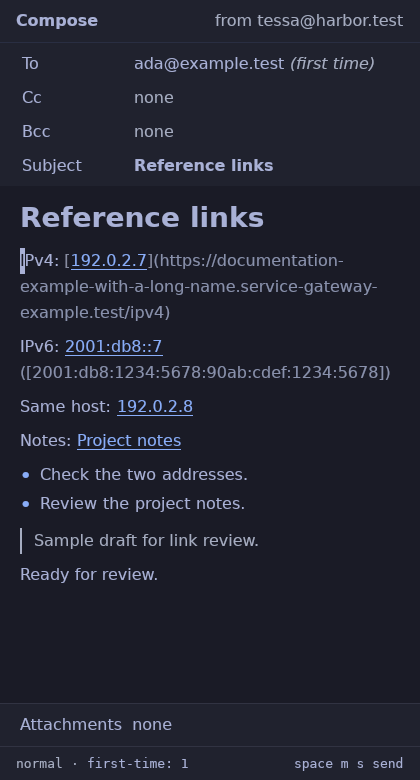 Compose from tessa@harbor.test
To ada@example.test (first time)
Cc none
Bcc none
Subject Reference links
Reference links
IPv4: [192.0.2.7](https://documentation-
example-with-a-long-name.service-gateway-
example.test/ipv4)
IPv6: 2001:db8::7
([2001:db8:1234:5678:90ab:cdef:1234:5678])
Same host: 192.0.2.8
Notes: Project notes
• Check the two addresses.
• Review the project notes.
Sample draft for link review.
Ready for review.
Attachments none
normal · first-time: 1 space m s send